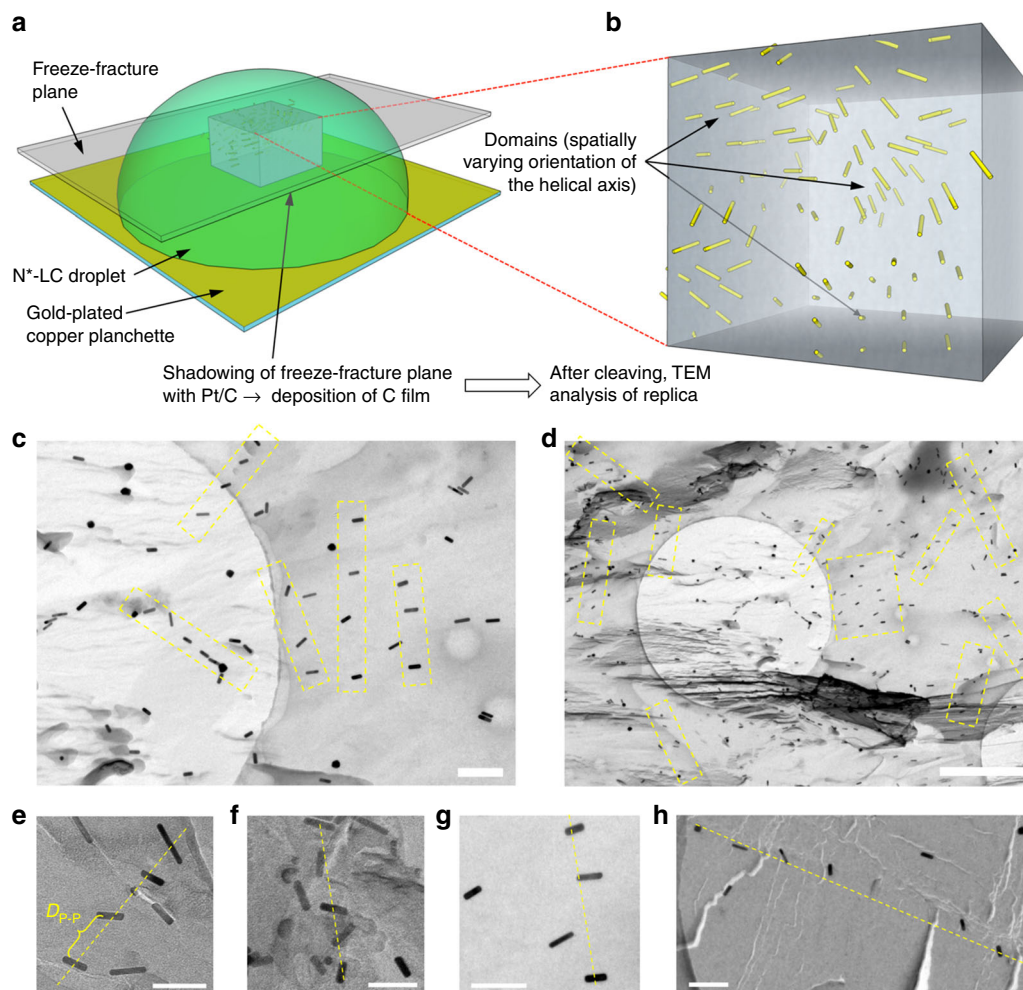 a
b
Freeze-fracture
plane
Domains (spatially
varying orientation of
the helical axis)
N*-LC droplet
Gold-plated
copper planchette
Shadowing of freeze-fracture plane
with Pt/C → deposition of C film
After cleaving, TEM
analysis of replica
c
d
e
f
g
h
D P-P